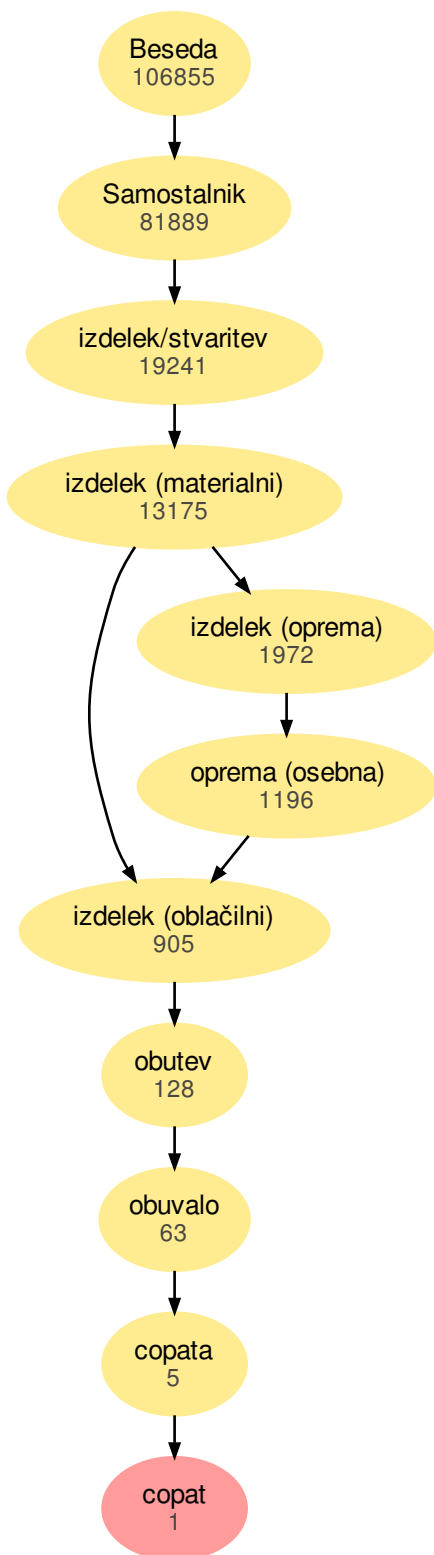 Beseda
106855
Samostalnik
81889
izdelek/stvaritev
19241
izdelek (materialni)
13175
izdelek (oprema)
1972
oprema (osebna)
1196
izdelek (oblačilni)
905
obutev
128
obuvalo
63
copata
5
copat
1